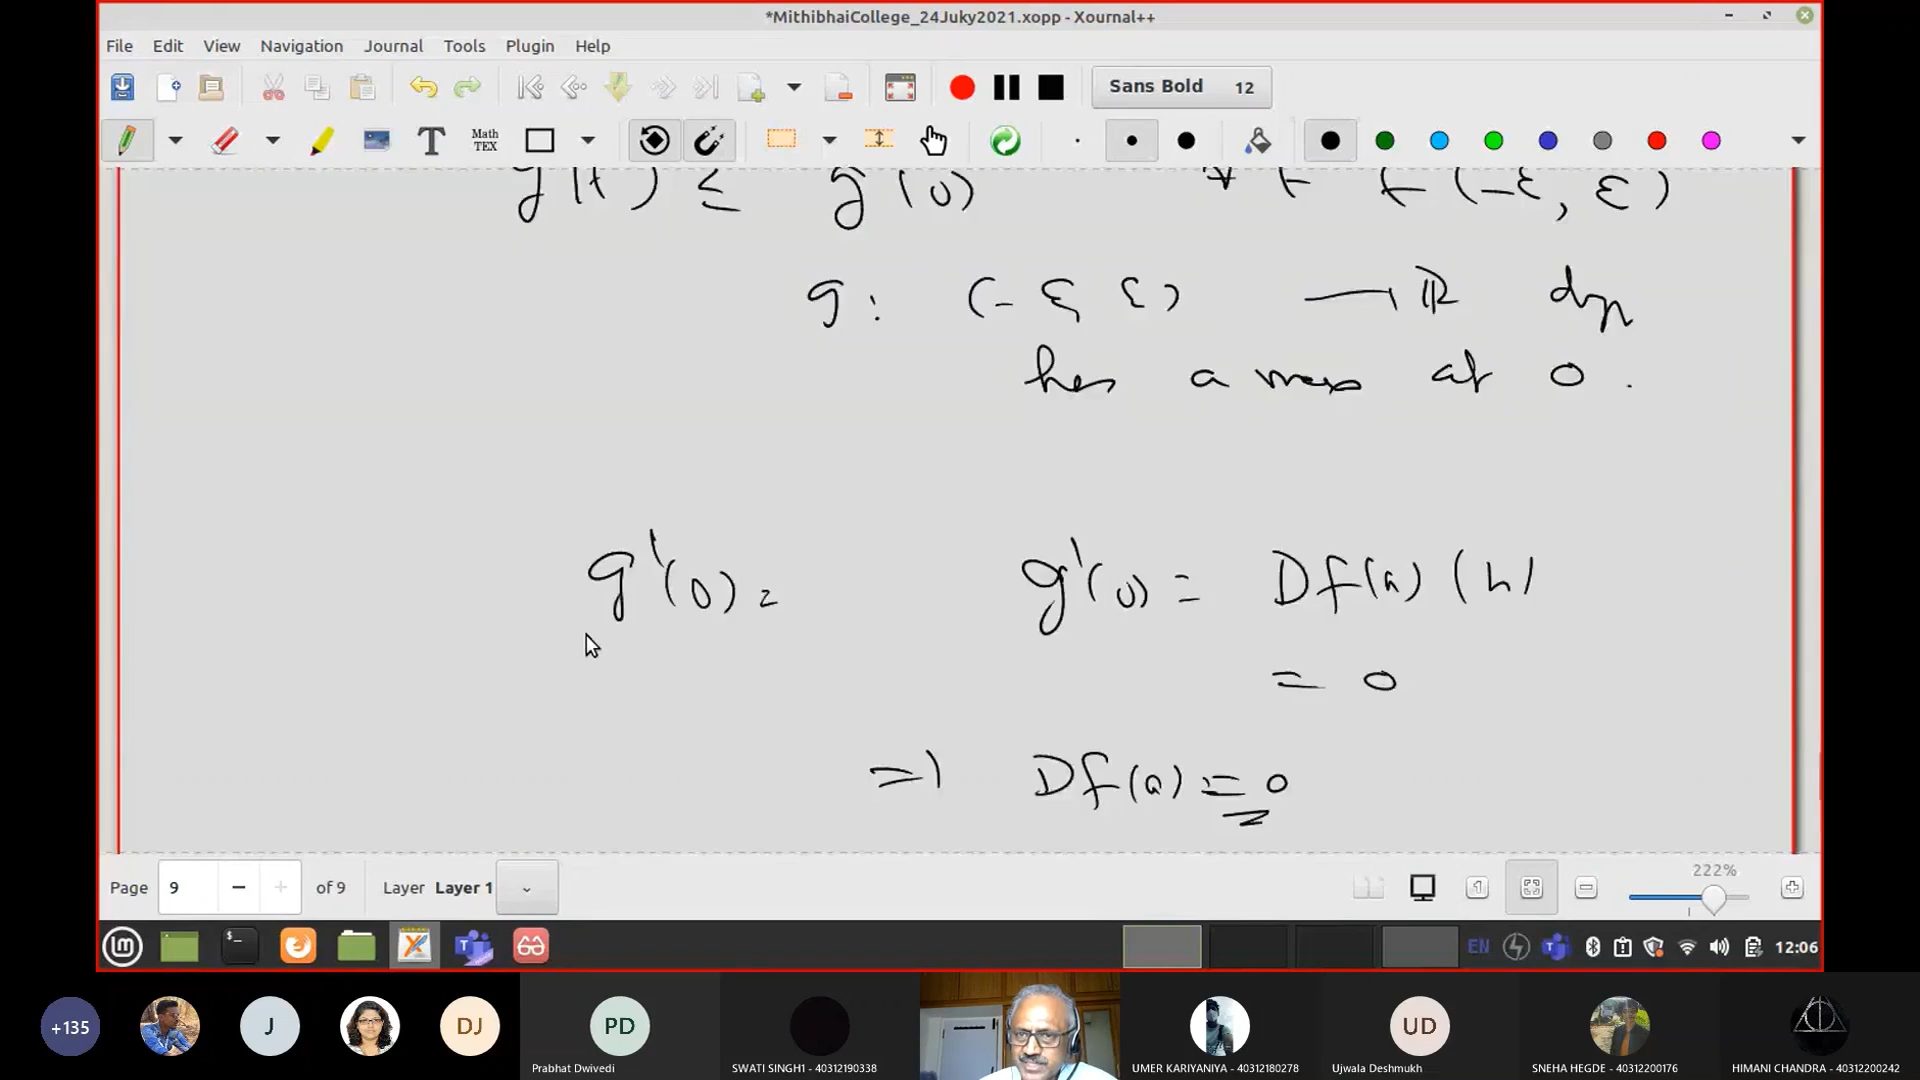 *MithibhaiCollege_24Juky2021.xopp - Xournal++
File Edit View Navigation Journal Tools Plugin Help
Sans Bold 12
Math TEX
g(t) ≤ g(0) ∀ t ∈ (-ε, ε)
g : (-ε, ε) → ℝ
has a max at 0 .
g'(0) = g'(0) = Df(a) (h)
= 0
⇒ Df(a) = 0
Page 9 of 9 Layer Layer 1 222%
EN 12:06
+135 J DJ PD UD
Prabhat Dwivedi SWATI SINGH1 - 40312190338 UMER KARIYANIYA - 40312180278 Ujwala Deshmukh SNEHA HEGDE - 40312200176 HIMANI CHANDRA - 40312200242